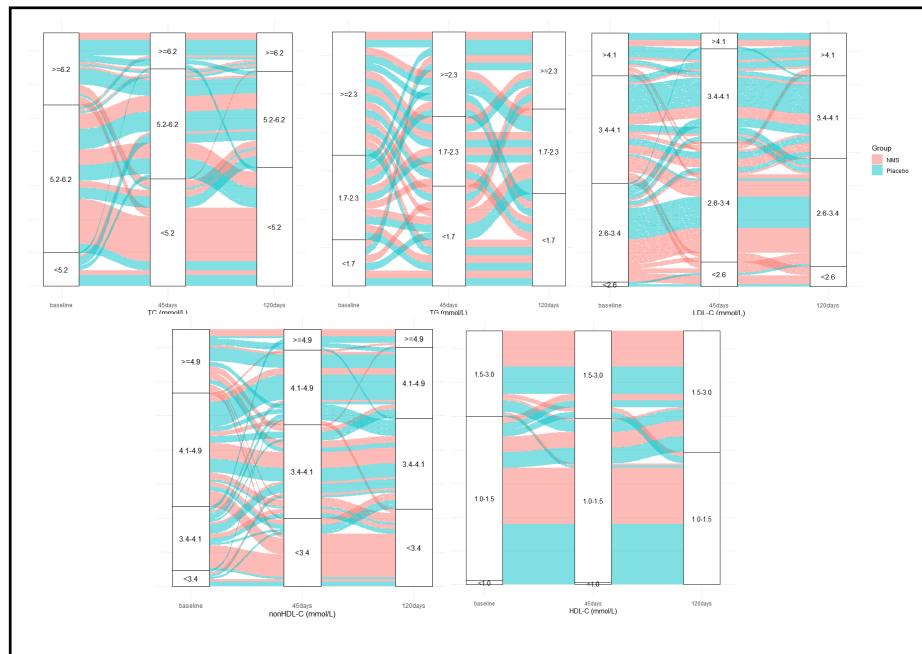 >=6.2
5.2-6.2
<5.2
>=6.2
5.2-6.2
<5.2
>=6.2
5.2-6.2
<5.2
baseline
45days
120days
TC (mmol/L)
>=2.3
1.7-2.3
<1.7
>=2.3
1.7-2.3
<1.7
>=2.3
1.7-2.3
<1.7
baseline
45days
120days
TG (mmol/L)
>4.1
3.4-4.1
2.6-3.4
<2.6
>4.1
3.4-4.1
2.6-3.4
<2.6
>4.1
3.4-4.1
2.6-3.4
<2.6
baseline
45days
120days
LDL-C (mmol/L)
Group
NMS
Placebo
>=4.9
4.1-4.9
3.4-4.1
<3.4
>=4.9
4.1-4.9
3.4-4.1
<3.4
>=4.9
4.1-4.9
3.4-4.1
<3.4
baseline
45days
120days
nonHDL-C (mmol/L)
1.5-3.0
1.0-1.5
<1.0
1.5-3.0
1.0-1.5
<1.0
1.5-3.0
1.0-1.5
baseline
45days
120days
HDL-C (mmol/L)